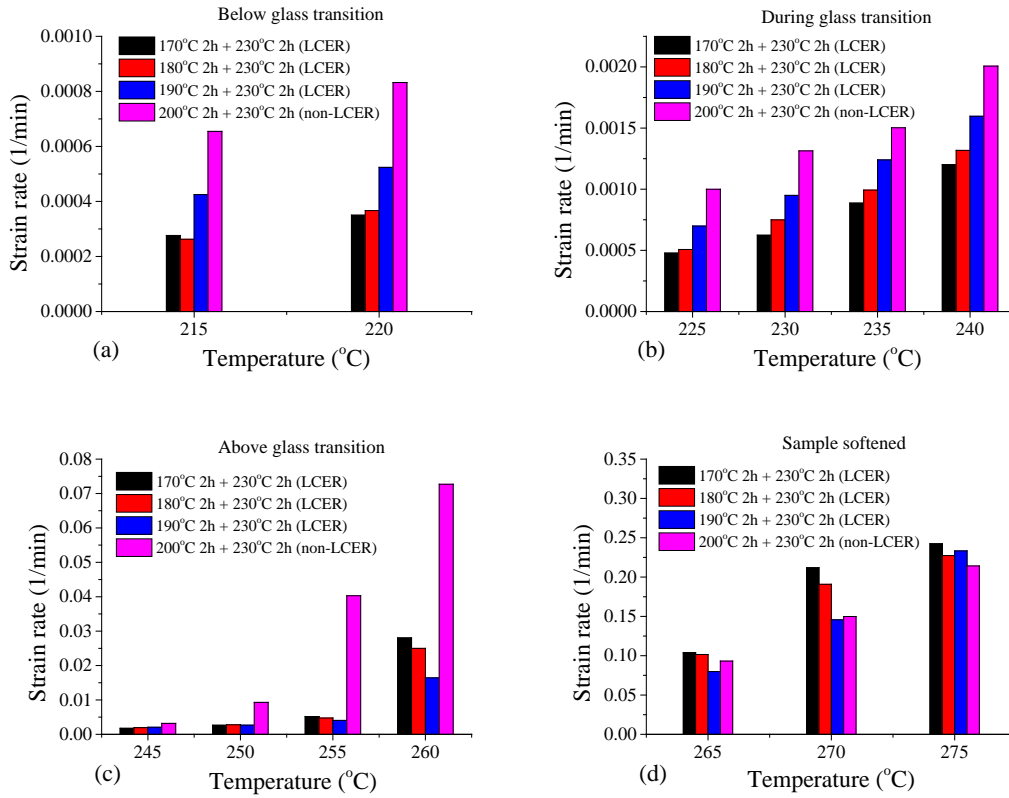 Below glass transition
0.0010
0.0008
0.0006
0.0004
0.0002
0.0000
Strain rate (1/min)
170°C 2h + 230°C 2h (LCER)
180°C 2h + 230°C 2h (LCER)
190°C 2h + 230°C 2h (LCER)
200°C 2h + 230°C 2h (non-LCER)
215 220
(a) Temperature (°C)
During glass transition
0.0020
0.0015
0.0010
0.0005
0.0000
Strain rate (1/min)
170°C 2h + 230°C 2h (LCER)
180°C 2h + 230°C 2h (LCER)
190°C 2h + 230°C 2h (LCER)
200°C 2h + 230°C 2h (non-LCER)
225 230 235 240
(b) Temperature (°C)
Above glass transition
0.08
0.07
0.06
0.05
0.04
0.03
0.02
0.01
0.00
Strain rate (1/min)
170°C 2h + 230°C 2h (LCER)
180°C 2h + 230°C 2h (LCER)
190°C 2h + 230°C 2h (LCER)
200°C 2h + 230°C 2h (non-LCER)
245 250 255 260
(c) Temperature (°C)
Sample softened
0.35
0.30
0.25
0.20
0.15
0.10
0.05
0.00
Strain rate (1/min)
170°C 2h + 230°C 2h (LCER)
180°C 2h + 230°C 2h (LCER)
190°C 2h + 230°C 2h (LCER)
200°C 2h + 230°C 2h (non-LCER)
265 270 275
(d) Temperature (°C)